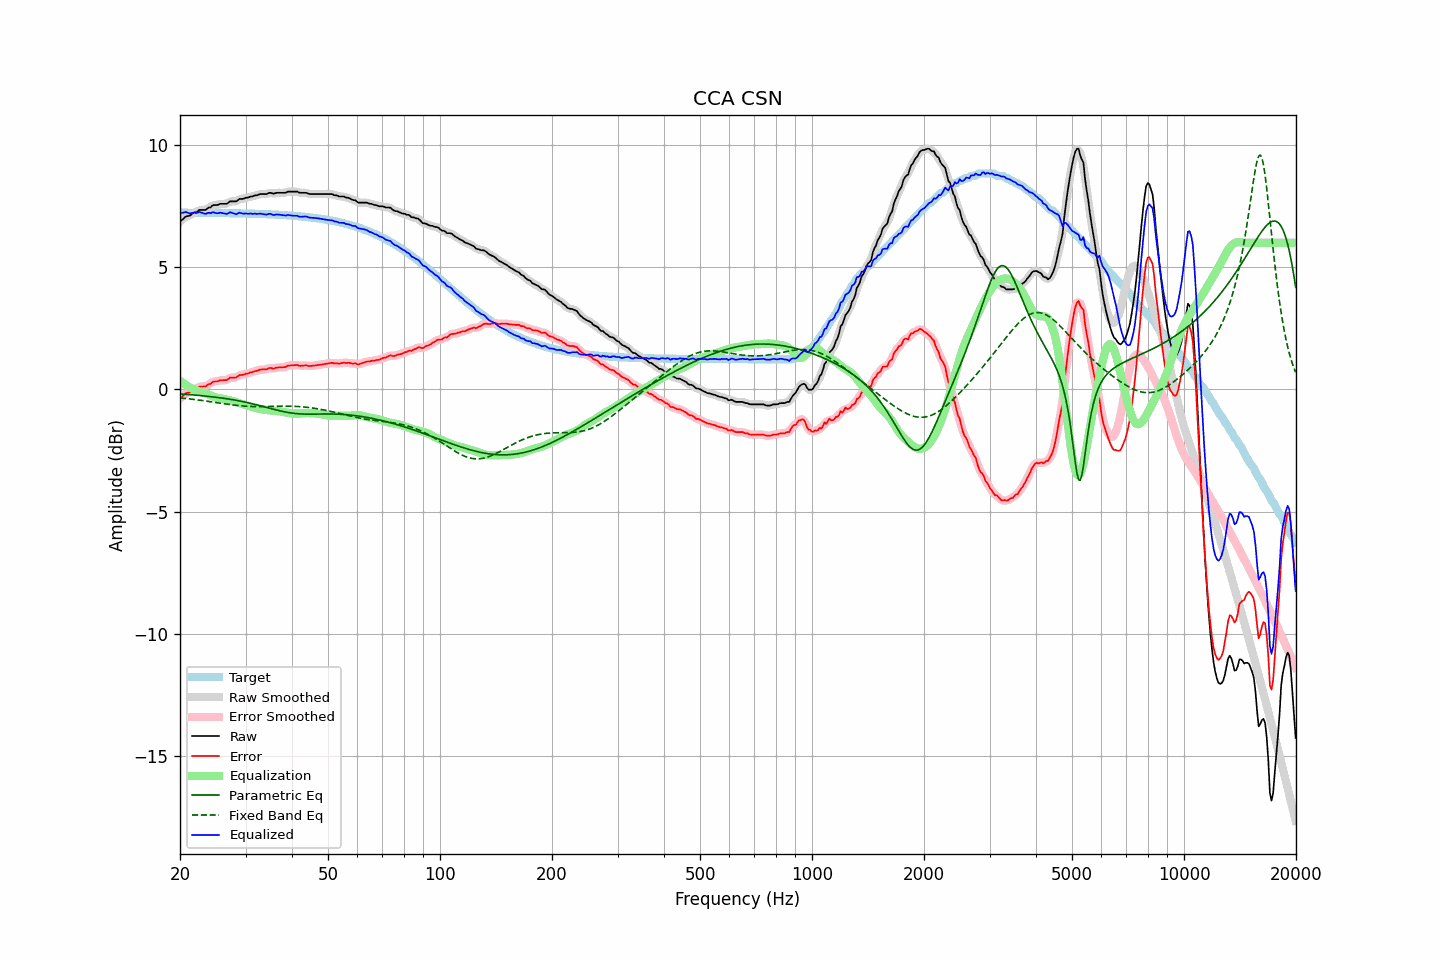 CCA CSN
Amplitude (dBr)
10
5
0
−5
−10
−15
Target
Raw Smoothed
Error Smoothed
Raw
Error
Equalization
Parametric Eq
Fixed Band Eq
Equalized
20 50 100 200 500 1000 2000 5000 10000 20000
Frequency (Hz)